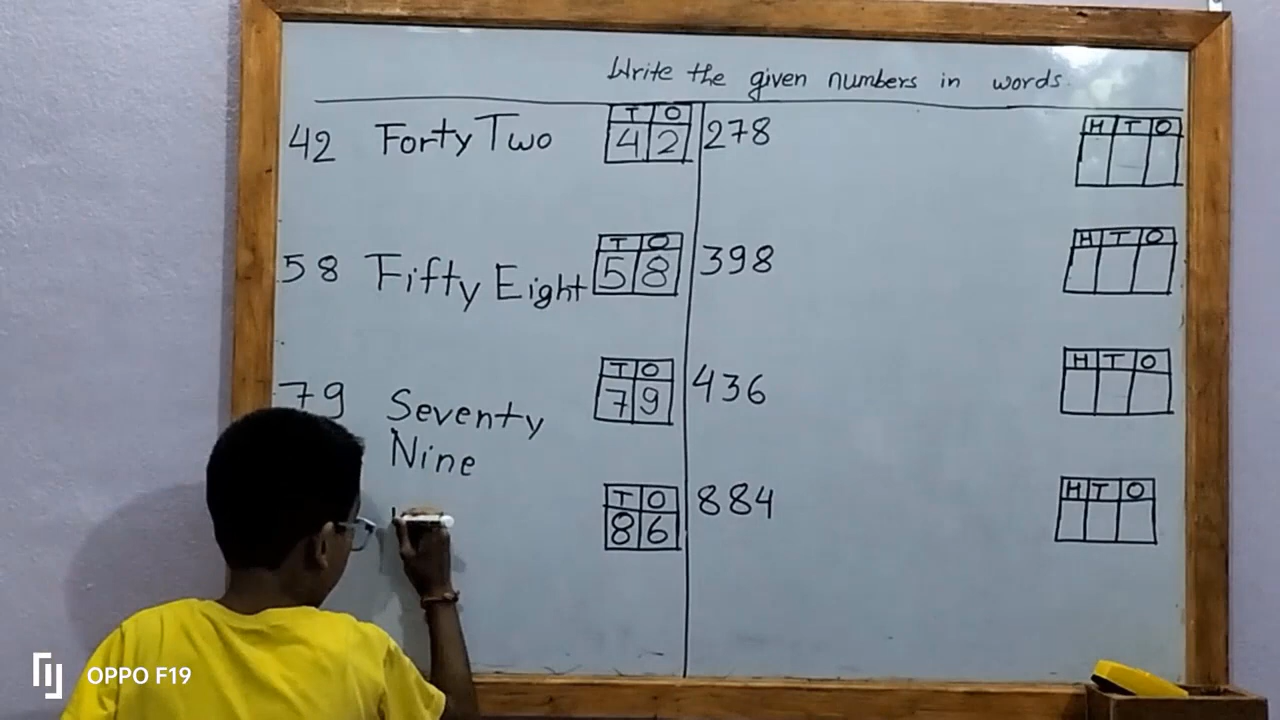 Write the given numbers in words.
42 Forty Two
T O
4 2
58 Fifty Eight
T O
5 8
79 Seventy
Nine
T O
7 9
T O
8 6
278
H T O
398
H T O
436
H T O
884
H T O
OPPO F19